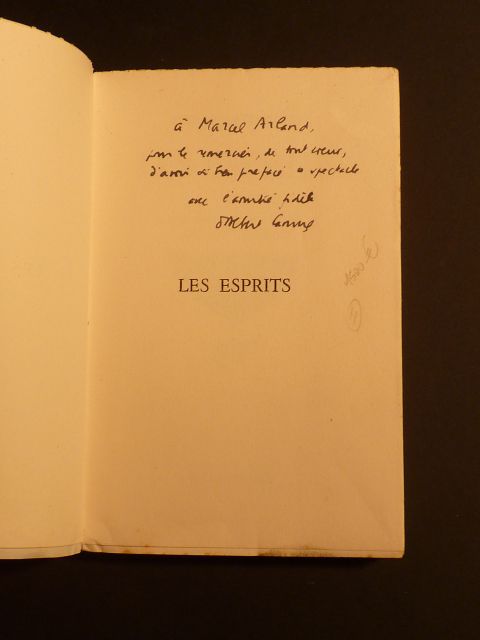 à Marcel Arland,
pour le remercier, de tout coeur,
d'avoir si bien préfacé ce spectacle
avec l'amitié fidèle
d'Albert Camus
LES ESPRITS